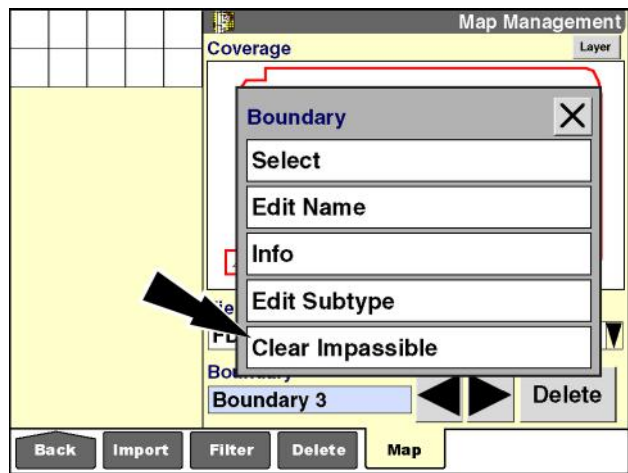 Map Management
Coverage
Layer
Boundary
Select
Edit Name
Info
Edit Subtype
Clear Impassible
Boundary 3
Delete
Back
Import
Filter
Delete
Map